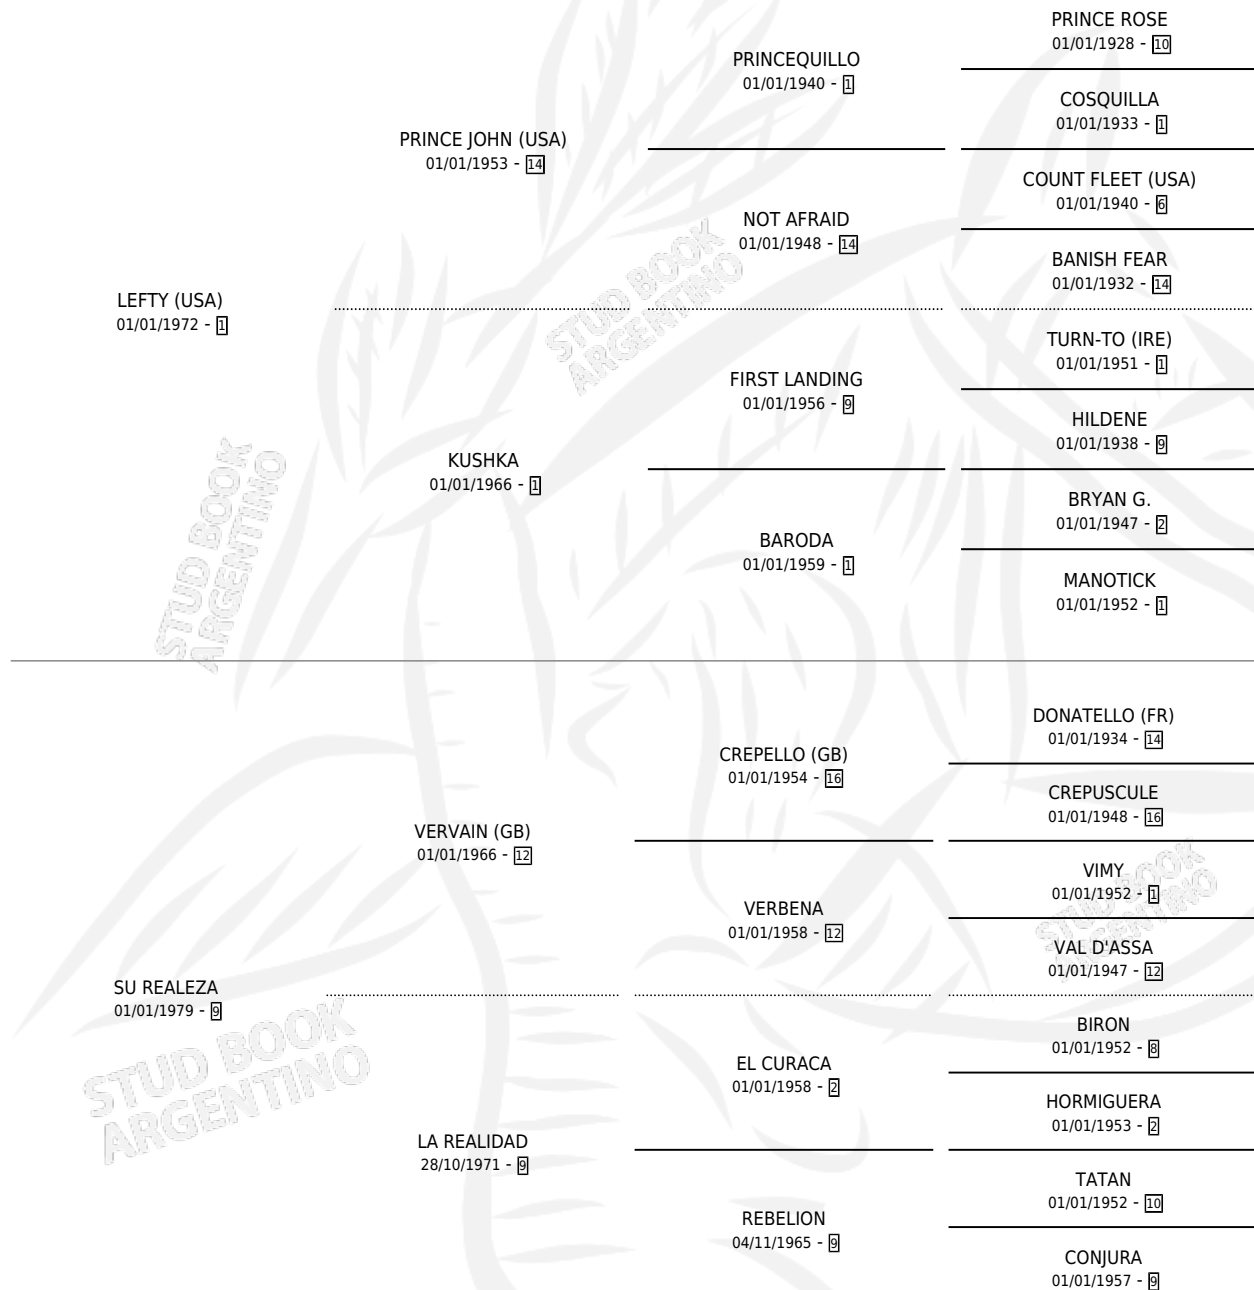 PRINCE ROSE
01/01/1928 - 10
PRINCEQUILLO
01/01/1940 - 1
COSQUILLA
01/01/1933 - 1
PRINCE JOHN (USA)
01/01/1953 - 14
COUNT FLEET (USA)
01/01/1940 - 6
NOT AFRAID
01/01/1948 - 14
BANISH FEAR
01/01/1932 - 14
LEFTY (USA)
01/01/1972 - 1
TURN-TO (IRE)
01/01/1951 - 1
FIRST LANDING
01/01/1956 - 9
HILDENE
01/01/1938 - 9
KUSHKA
01/01/1966 - 1
BRYAN G.
01/01/1947 - 2
BARODA
01/01/1959 - 1
MANOTICK
01/01/1952 - 1
DONATELLO (FR)
01/01/1934 - 14
CREPELLO (GB)
01/01/1954 - 16
CREPUSCULE
01/01/1948 - 16
VERVAIN (GB)
01/01/1966 - 12
VIMY
01/01/1952 - 1
VERBENA
01/01/1958 - 12
VAL D'ASSA
01/01/1947 - 12
SU REALEZA
01/01/1979 - 9
BIRON
01/01/1952 - 8
EL CURACA
01/01/1958 - 2
HORMIGUERA
01/01/1953 - 2
LA REALIDAD
28/10/1971 - 9
TATAN
01/01/1952 - 10
REBELION
04/11/1965 - 9
CONJURA
01/01/1957 - 9
STUD BOOK
ARGENTINO
STUD BOOK
ARGENTINO
STUD BOOK
ARGENTINO
STUD BOOK
ARGENTINO